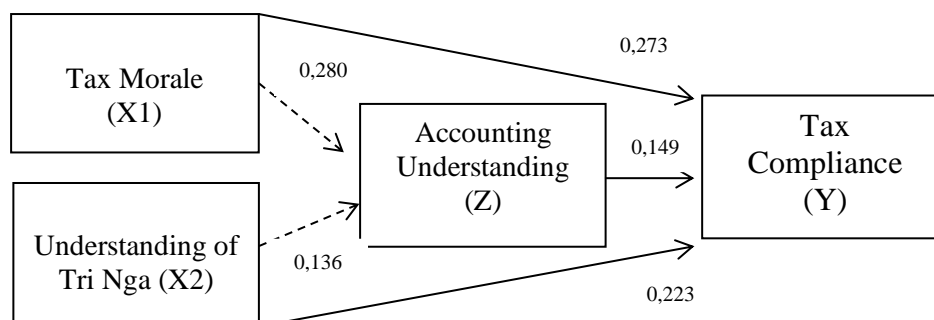 Tax Morale
(X1)
0,280
0,273
Accounting
Understanding
(Z)
0,149
Tax
Compliance
(Y)
Understanding of
Tri Nga (X2)
0,136
0,223